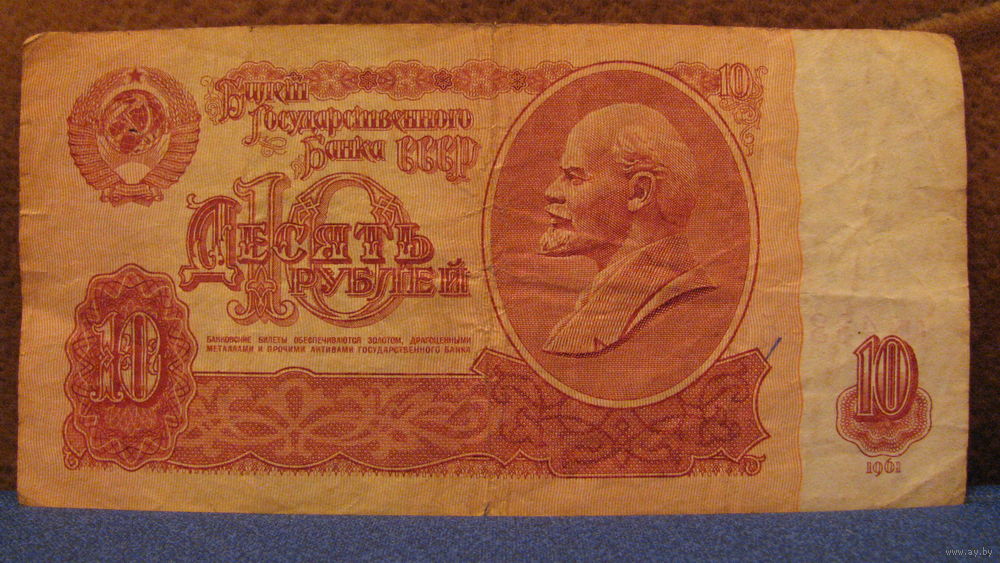 Билет
Государственного
Банка СССР
10
10
Десять
рублей
БАНКОВСКИЕ БИЛЕТЫ ОБЕСПЕЧИВАЮТСЯ ЗОЛОТОМ, ДРАГОЦЕННЫМИ
МЕТАЛЛАМИ И ПРОЧИМИ АКТИВАМИ ГОСУДАРСТВЕННОГО БАНКА
10
10
1961
www.ay.by